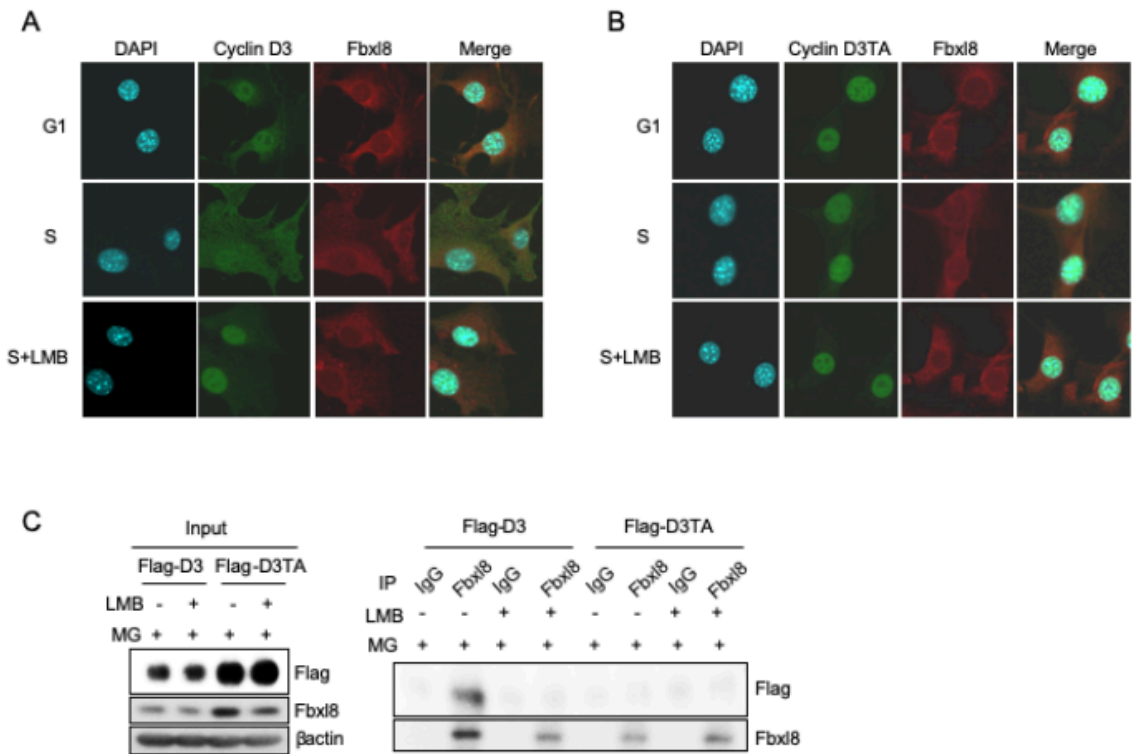 A
DAPI Cyclin D3 Fbxl8 Merge
G1
S
S+LMB
B
DAPI Cyclin D3TA Fbxl8 Merge
G1
S
S+LMB
C
Input
Flag-D3 Flag-D3TA
LMB - + - +
MG + + + +
Flag
Fbxl8
βactin
Flag-D3 Flag-D3TA
IP IgG Fbxl8 IgG Fbxl8 IgG Fbxl8 IgG Fbxl8
LMB - - + + - - + +
MG + + + + + + + +
Flag
Fbxl8